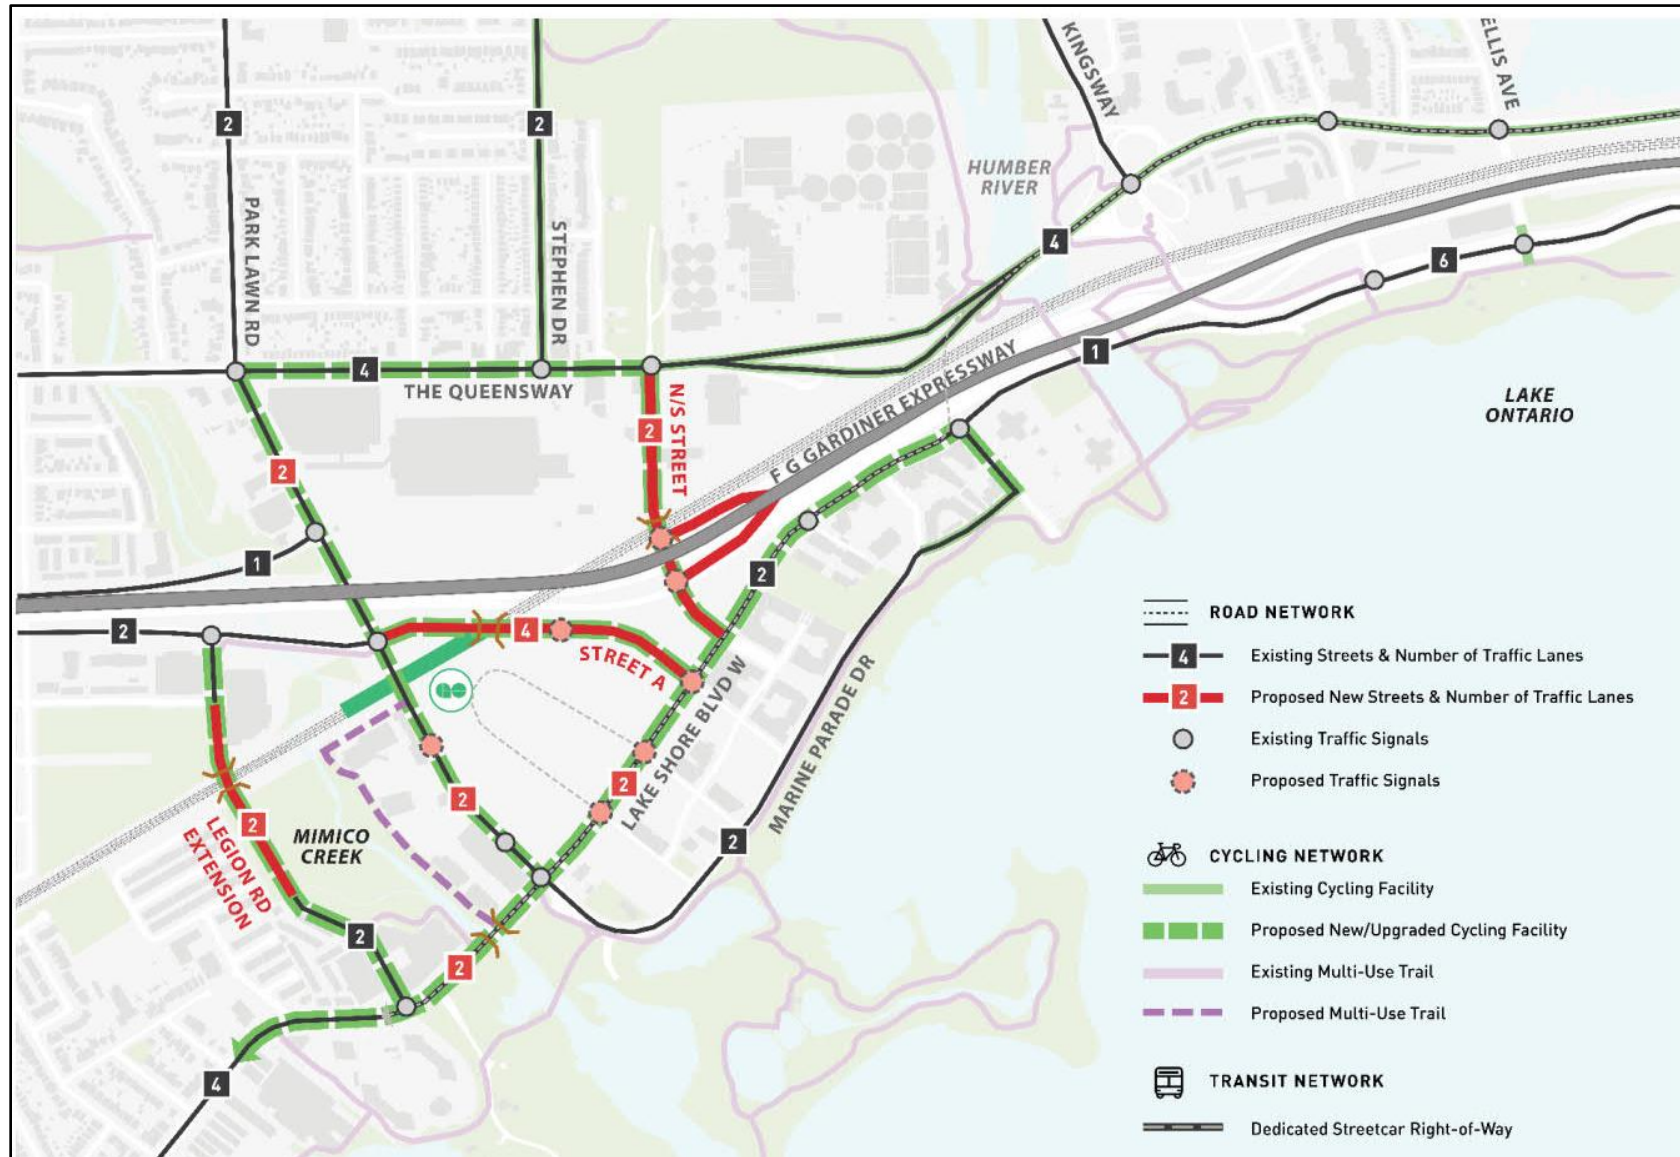 KINGSWAY
ELLIS AVE
2
2
HUMBER
RIVER
PARK LAWN RD
STEPHEN DR
4
6
1
4
THE QUEENSWAY
N/S STREET
F G GARDINER EXPRESSWAY
LAKE
ONTARIO
2
2
1
2
2
4
STREET A
LAKE SHORE BLVD W
MARINE PARADE DR
2
2
2
LEGION RD
EXTENSION
MIMICO
CREEK
2
2
2
4
ROAD NETWORK
4 Existing Streets & Number of Traffic Lanes
2 Proposed New Streets & Number of Traffic Lanes
Existing Traffic Signals
Proposed Traffic Signals
CYCLING NETWORK
Existing Cycling Facility
Proposed New/Upgraded Cycling Facility
Existing Multi-Use Trail
Proposed Multi-Use Trail
TRANSIT NETWORK
Dedicated Streetcar Right-of-Way